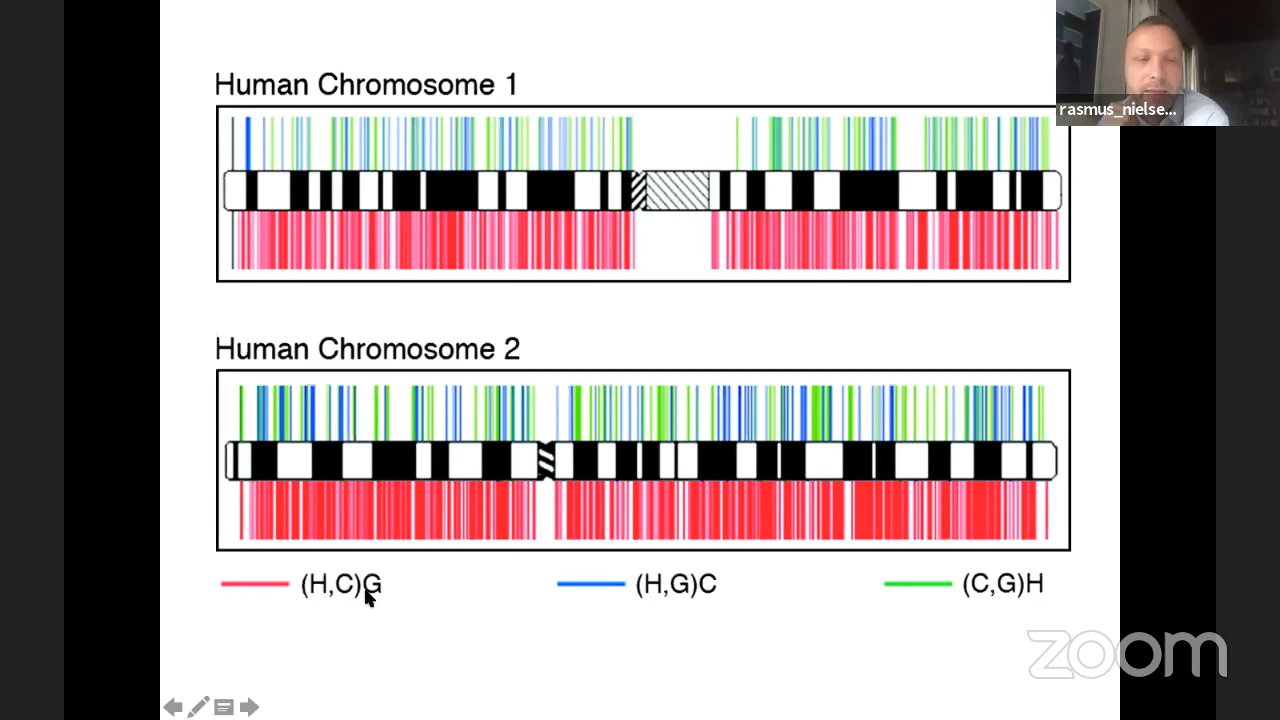 Human Chromosome 1
rasmus_nielse...
Human Chromosome 2
(H,C)G
(H,G)C
(C,G)H
zoom